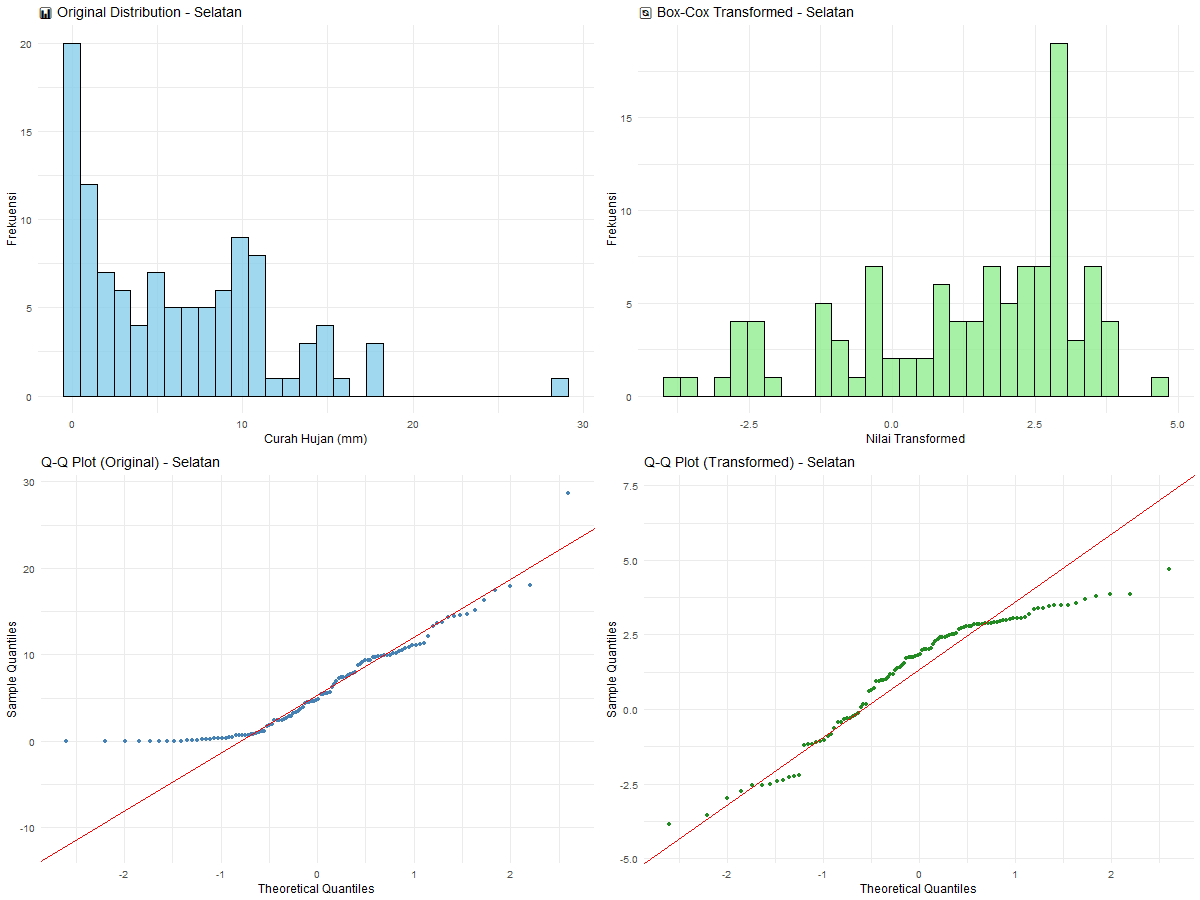 Original Distribution - Selatan
20
15
10
5
0
Frekuensi
0 10 20 30
Curah Hujan (mm)
Box-Cox Transformed - Selatan
15
10
5
0
Frekuensi
-2.5 0.0 2.5 5.0
Nilai Transformed
Q-Q Plot (Original) - Selatan
30
20
10
0
-10
Sample Quantiles
-2 -1 0 1 2
Theoretical Quantiles
Q-Q Plot (Transformed) - Selatan
7.5
5.0
2.5
0.0
-2.5
-5.0
Sample Quantiles
-2 -1 0 1 2
Theoretical Quantiles